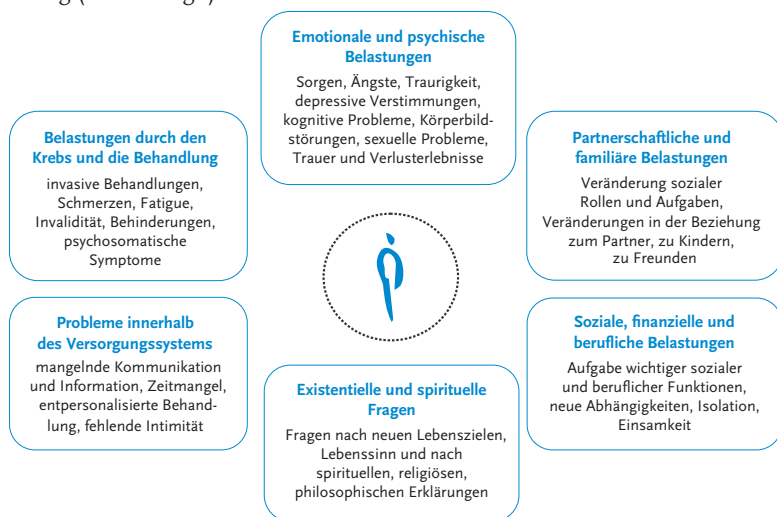 Emotionale und psychische
Belastungen
Sorgen, Ängste, Traurigkeit,
depressive Verstimmungen,
kognitive Probleme, Körperbild-
störungen, sexuelle Probleme,
Trauer und Verlusterlebnisse
Belastungen durch den
Krebs und die Behandlung
invasive Behandlungen,
Schmerzen, Fatigue,
Invalidität, Behinderungen,
psychosomatische
Symptome
Partnerschaftliche und
familiäre Belastungen
Veränderung sozialer
Rollen und Aufgaben,
Veränderungen in der Beziehung
zum Partner, zu Kindern,
zu Freunden
Probleme innerhalb
des Versorgungssystems
mangelnde Kommunikation
und Information, Zeitmangel,
entpersonalisierte Behand-
lung, fehlende Intimität
Existentielle und spirituelle
Fragen
Fragen nach neuen Lebenszielen,
Lebenssinn und nach
spirituellen, religiösen,
philosophischen Erklärungen
Soziale, finanzielle und
berufliche Belastungen
Aufgabe wichtiger sozialer
und beruflicher Funktionen,
neue Abhängigkeiten, Isolation,
Einsamkeit